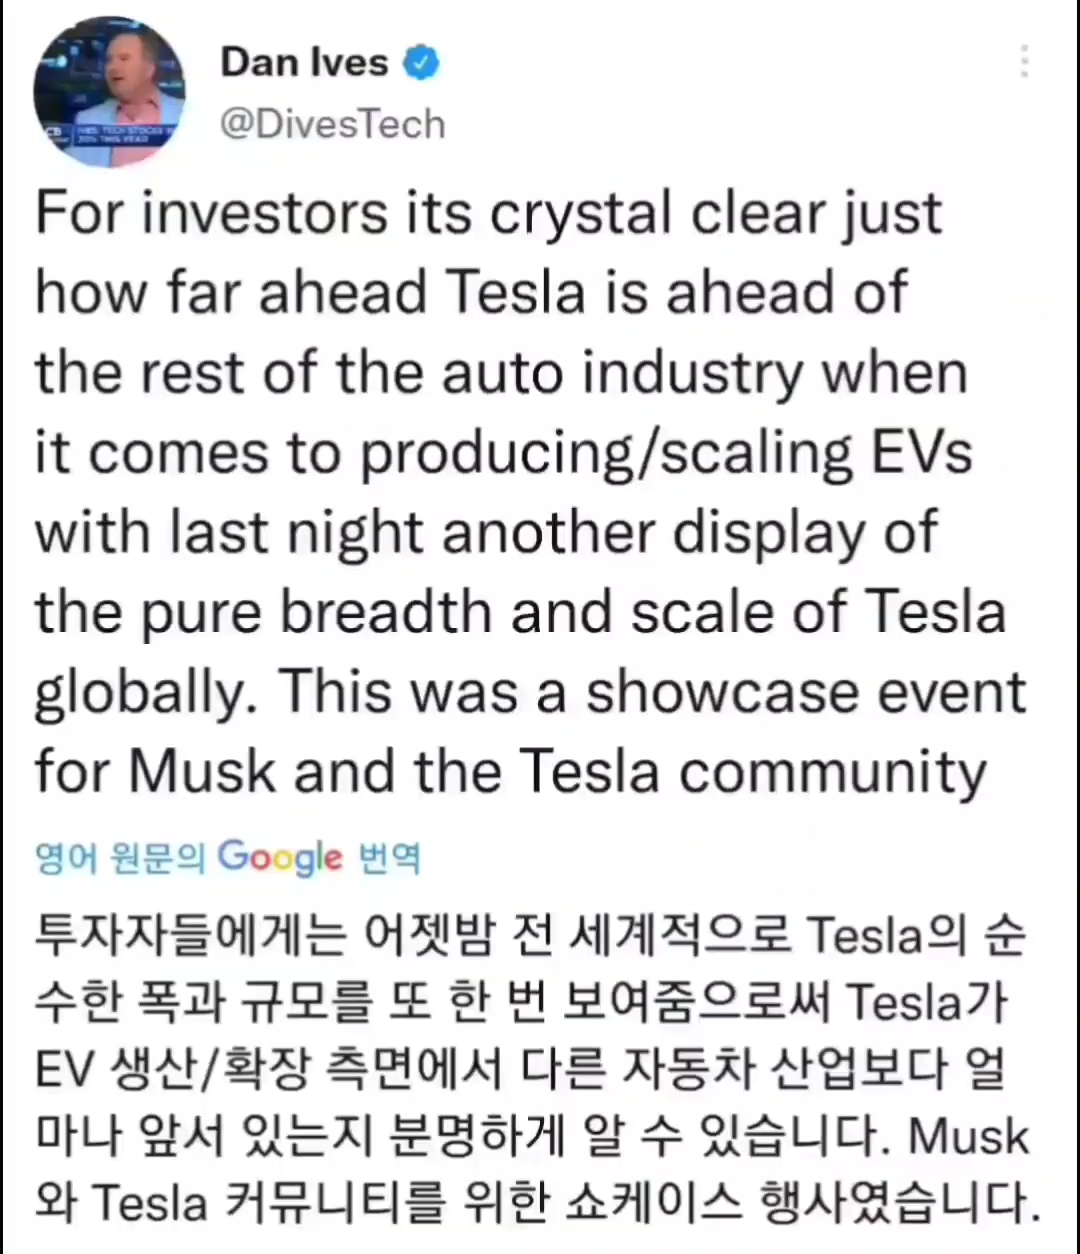 Dan Ives
@DivesTech
For investors its crystal clear just
how far ahead Tesla is ahead of
the rest of the auto industry when
it comes to producing/scaling EVs
with last night another display of
the pure breadth and scale of Tesla
globally. This was a showcase event
for Musk and the Tesla community
영어 원문의 Google 번역
투자자들에게는 어젯밤 전 세계적으로 Tesla의 순
수한 폭과 규모를 또 한 번 보여줌으로써 Tesla가
EV 생산/확장 측면에서 다른 자동차 산업보다 얼
마나 앞서 있는지 분명하게 알 수 있습니다. Musk
와 Tesla 커뮤니티를 위한 쇼케이스 행사였습니다.